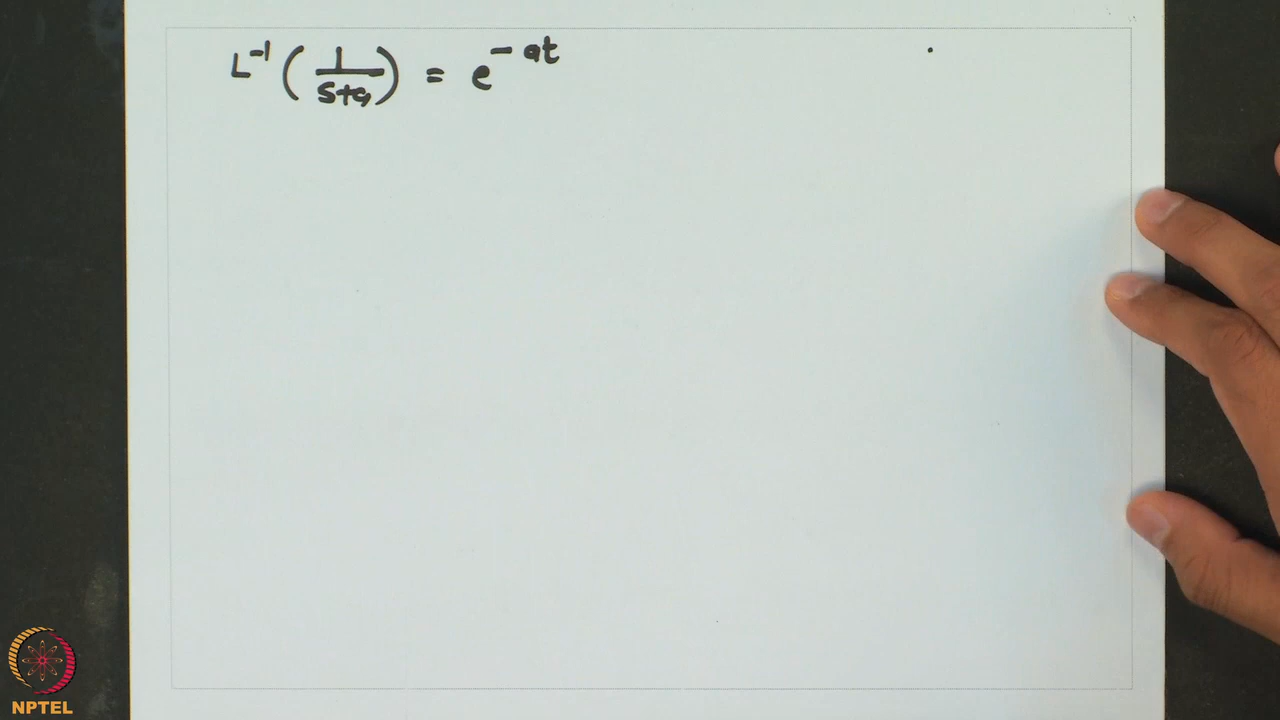 L⁻¹ ( 1/(s+a) ) = e^(-at)
NPTEL